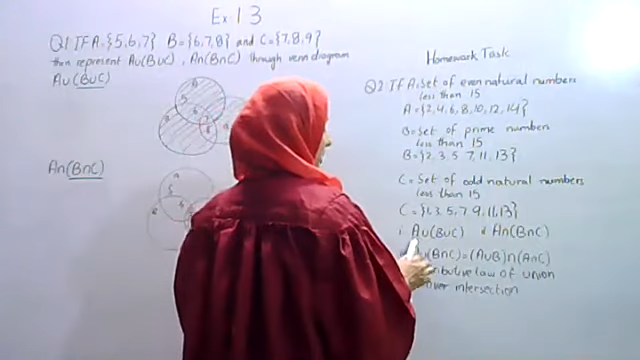 Ex 13
Q1 If A={5,6,7} B={6,7,8} and C={7,8,9}
then represent A∪(B∪C), A∩(B∩C) through venn diagram
A∪(B∪C)
A∩(B∩C)
Homework Task
Q2 If A=Set of even natural numbers
less than 15
A={2,4,6,8,10,12,14}
B=Set of prime numbers
less than 15
B={2,3,5 7,11,13}
C=Set of odd natural numbers
less than 15
C={1,3,5,7 9,11,13}
i A∪(B∪C) A∩(B∩C)
(B∩C)=(A∪B)∩(A∩C)
law of union
over intersection